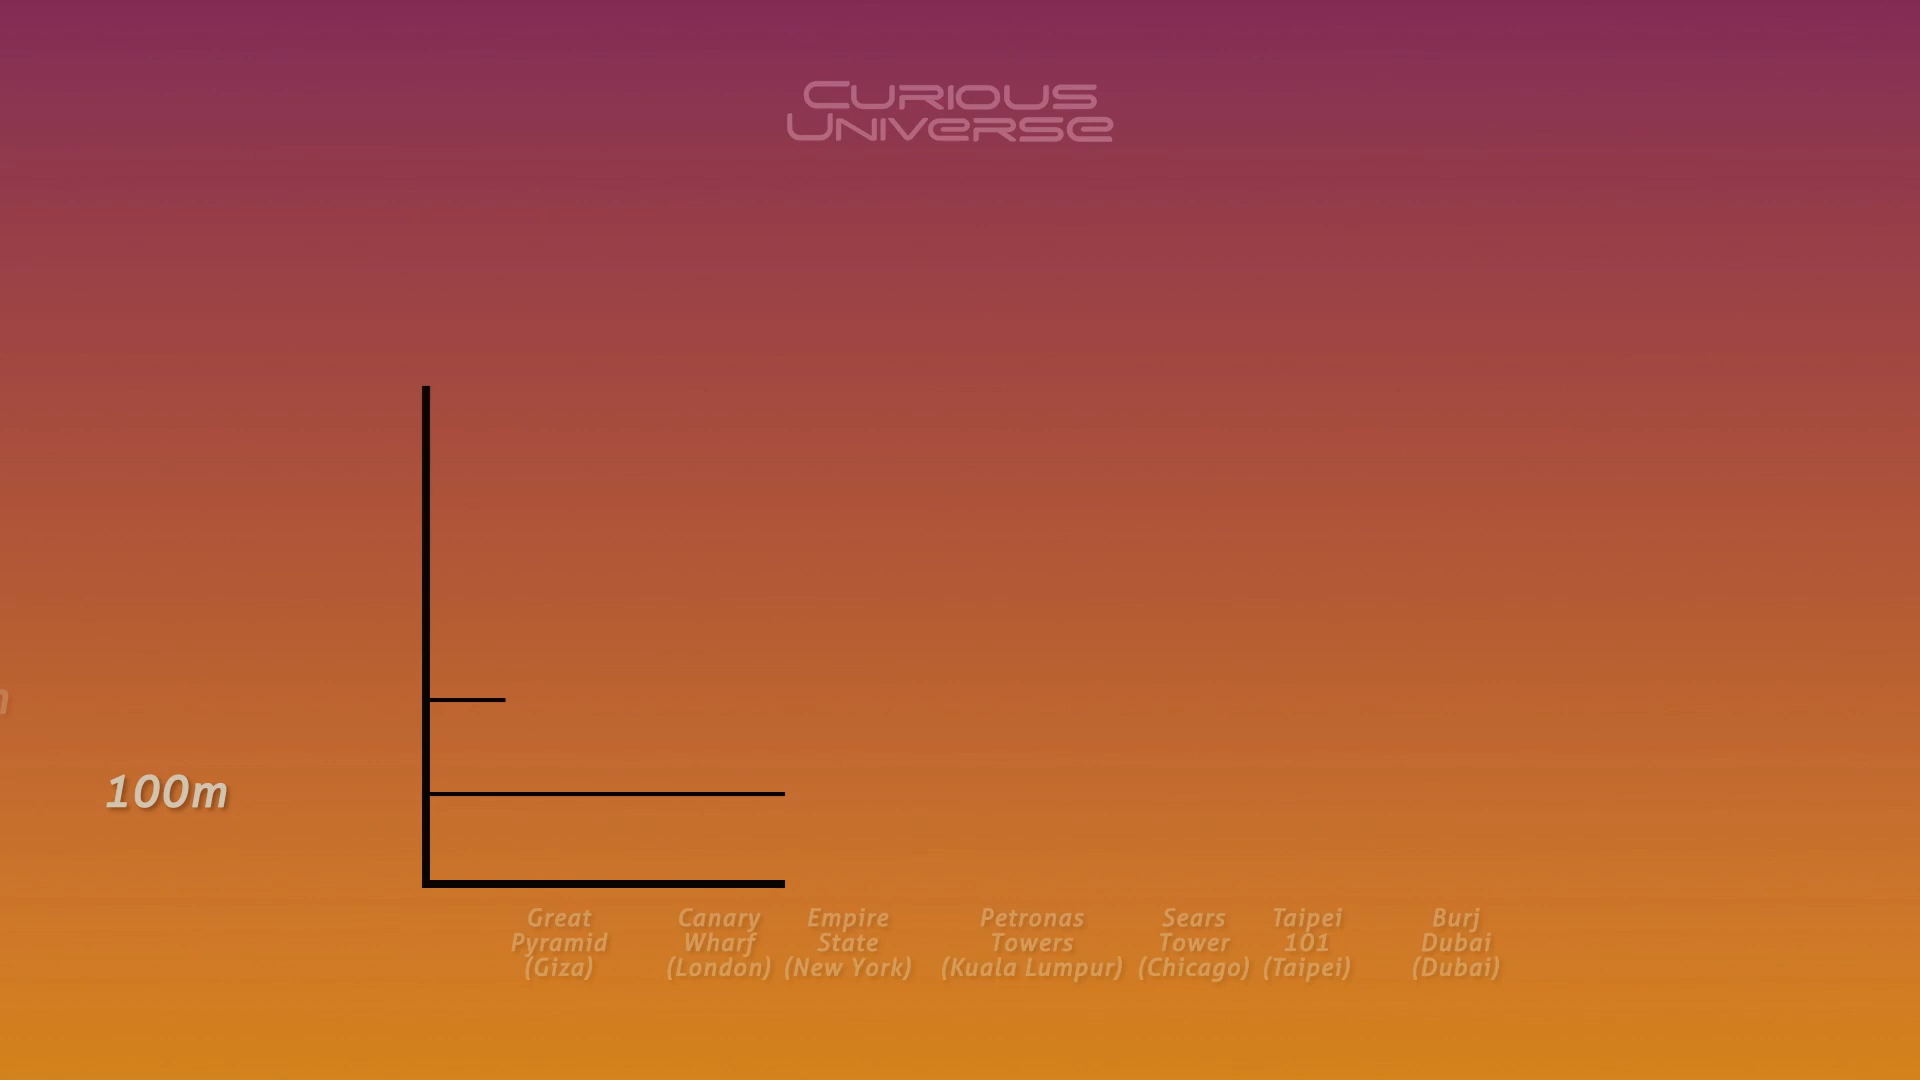 CURIOUS
UNIVERSE
100m
Great
Pyramid
(Giza)
Canary
Wharf
(London)
Empire
State
(New York)
Petronas
Towers
(Kuala Lumpur)
Sears
Tower
(Chicago)
Taipei
101
(Taipei)
Burj
Dubai
(Dubai)